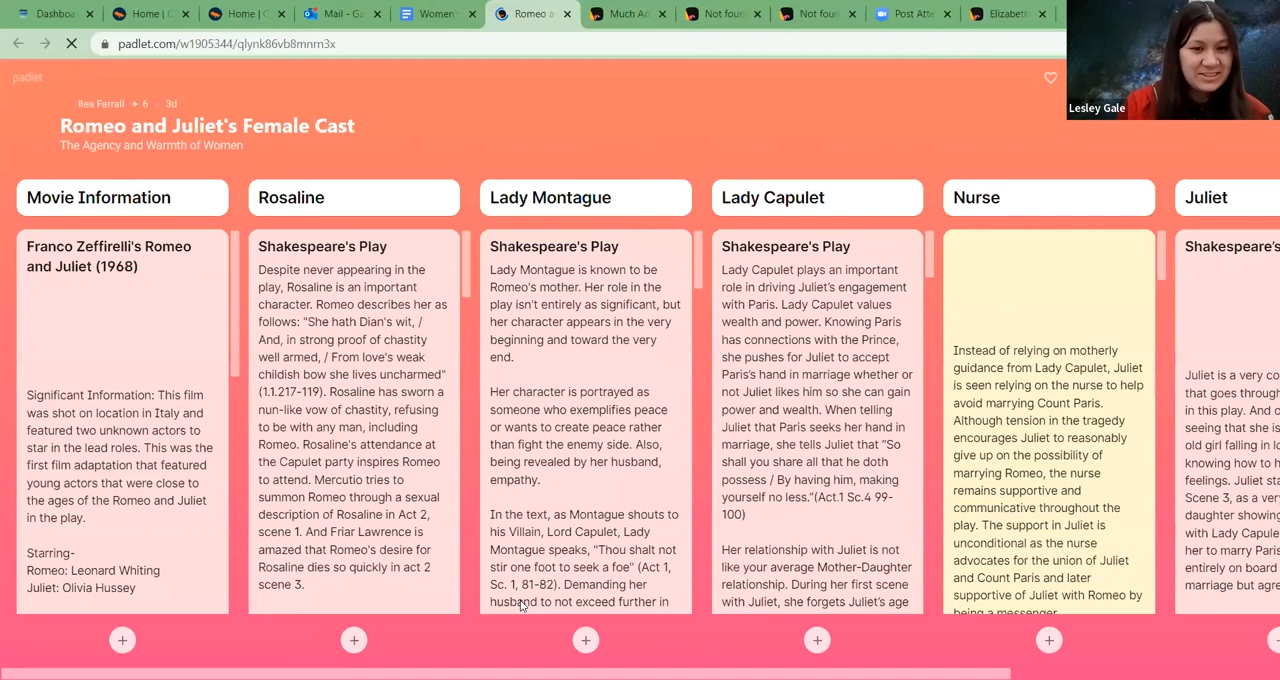 Dashboa
Home | C
Home | C
Mail - Ga
Women'
Romeo a
Much Ad
Not foun
Not foun
Post Atte
Elizabeth
padlet.com/w1905344/qlynk86vb8mnrn3x
Lesley Gale
padlet
Ilea Farrall + 6 · 3d
Romeo and Juliet's Female Cast
The Agency and Warmth of Women
Movie Information
Franco Zeffirelli's Romeo
and Juliet (1968)
Significant Information: This film
was shot on location in Italy and
featured two unknown actors to
star in the lead roles. This was the
first film adaptation that featured
young actors that were close to
the ages of the Romeo and Juliet
in the play.
Starring-
Romeo: Leonard Whiting
Juliet: Olivia Hussey
Rosaline
Shakespeare's Play
Despite never appearing in the
play, Rosaline is an important
character. Romeo describes her as
follows: "She hath Dian's wit, /
And, in strong proof of chastity
well armed, / From love's weak
childish bow she lives uncharmed"
(1.1.217-119). Rosaline has sworn a
nun-like vow of chastity, refusing
to be with any man, including
Romeo. Rosaline's attendance at
the Capulet party inspires Romeo
to attend. Mercutio tries to
summon Romeo through a sexual
description of Rosaline in Act 2,
scene 1. And Friar Lawrence is
amazed that Romeo's desire for
Rosaline dies so quickly in act 2
scene 3.
Lady Montague
Shakespeare's Play
Lady Montague is known to be
Romeo's mother. Her role in the
play isn't entirely as significant, but
her character appears in the very
beginning and toward the very
end.
Her character is portrayed as
someone who exemplifies peace
or wants to create peace rather
than fight the enemy side. Also,
being revealed by her husband,
empathy.
In the text, as Montague shouts to
his Villain, Lord Capulet, Lady
Montague speaks, "Thou shalt not
stir one foot to seek a foe" (Act 1,
Sc. 1, 81-82). Demanding her
husband to not exceed further in
Lady Capulet
Shakespeare's Play
Lady Capulet plays an important
role in driving Juliet's engagement
with Paris. Lady Capulet values
wealth and power. Knowing Paris
has connections with the Prince,
she pushes for Juliet to accept
Paris's hand in marriage whether or
not Juliet likes him so she can gain
power and wealth. When telling
Juliet that Paris seeks her hand in
marriage, she tells Juliet that "So
shall you share all that he doth
possess / By having him, making
yourself no less."(Act.1 Sc.4 99-
100)
Her relationship with Juliet is not
like your average Mother-Daughter
relationship. During her first scene
with Juliet, she forgets Juliet's age
Nurse
Instead of relying on motherly
guidance from Lady Capulet, Juliet
is seen relying on the nurse to help
avoid marrying Count Paris.
Although tension in the tragedy
encourages Juliet to reasonably
give up on the possibility of
marrying Romeo, the nurse
remains supportive and
communicative throughout the
play. The support in Juliet is
unconditional as the nurse
advocates for the union of Juliet
and Count Paris and later
supportive of Juliet with Romeo by
being a messenger
Juliet
Shakespeare's
Juliet is a very co
that goes through
in this play. And o
seeing that she is
old girl falling in lo
knowing how to h
feelings. Juliet sta
Scene 3, as a very
daughter showing
with Lady Capulet
her to marry Paris
entirely on board
marriage but agre